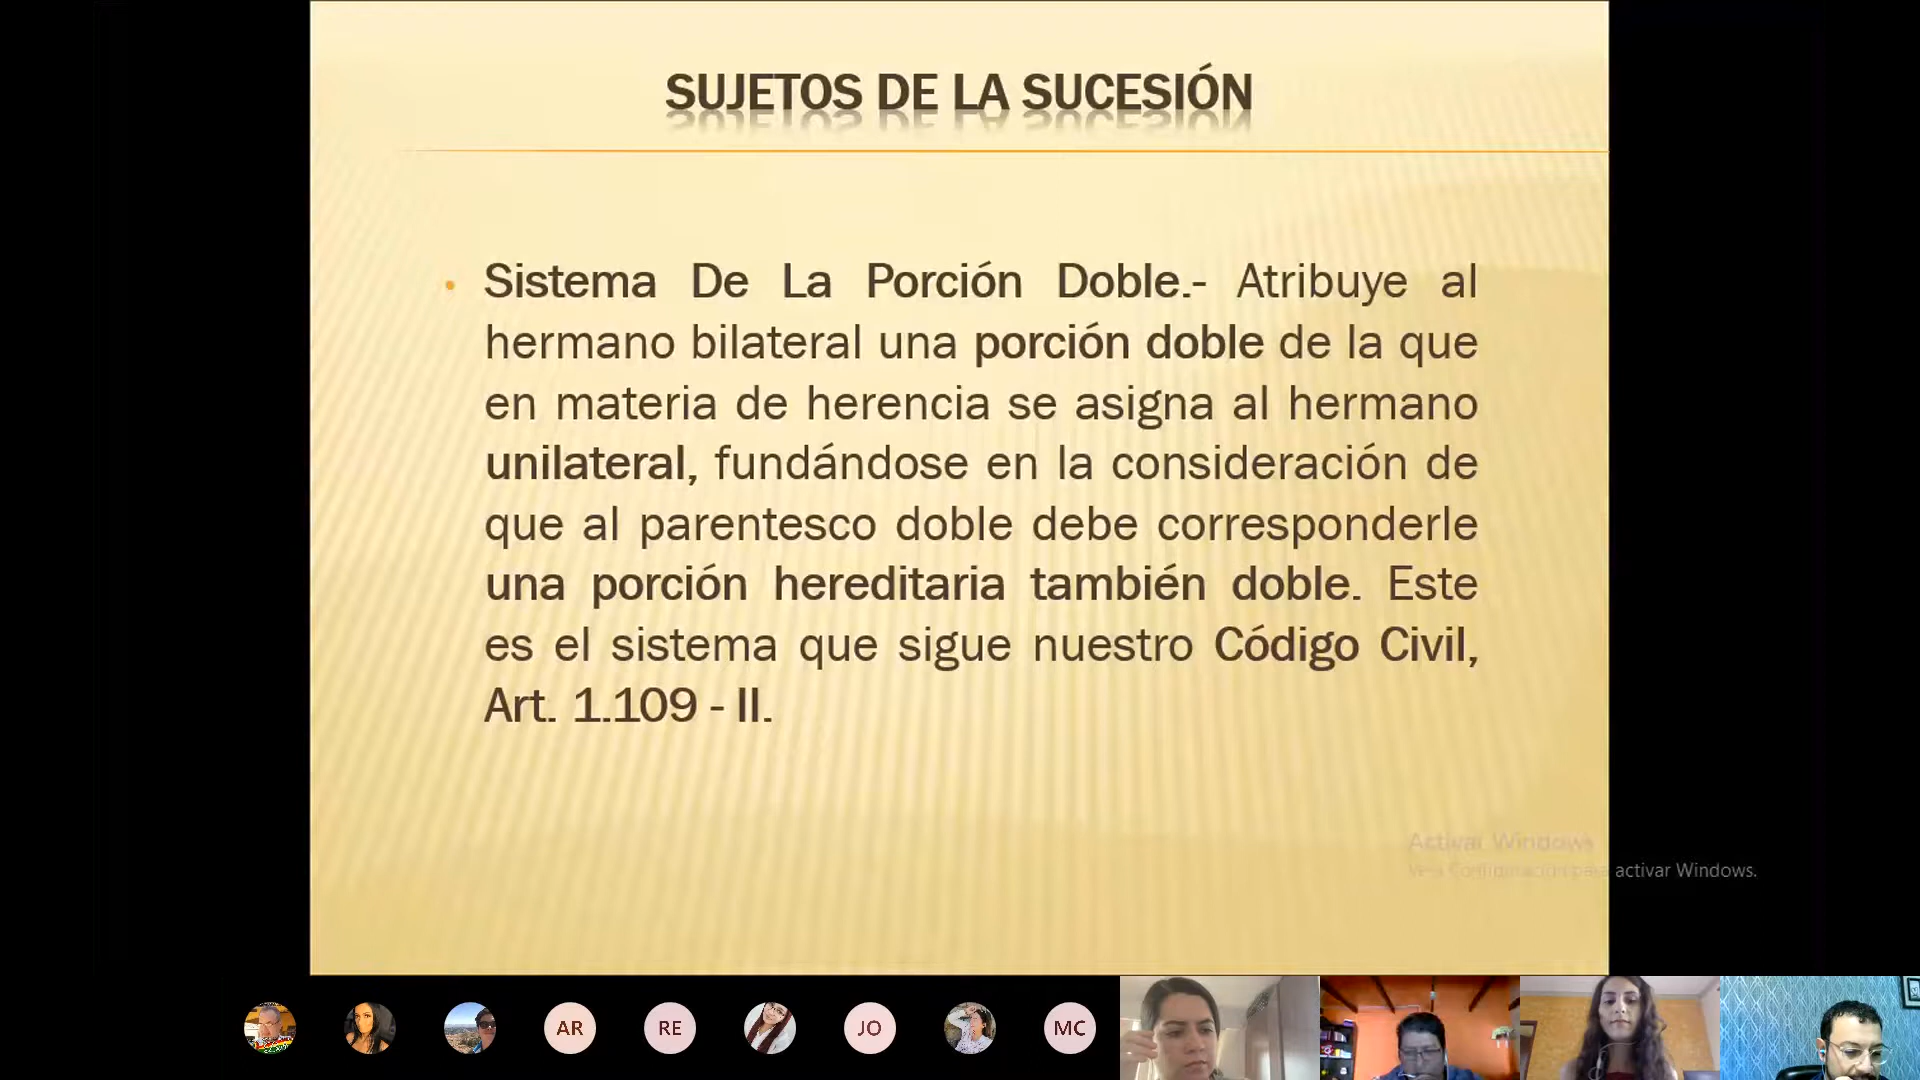 SUJETOS DE LA SUCESIÓN
• Sistema De La Porción Doble.- Atribuye al
hermano bilateral una porción doble de la que
en materia de herencia se asigna al hermano
unilateral, fundándose en la consideración de
que al parentesco doble debe corresponderle
una porción hereditaria también doble. Este
es el sistema que sigue nuestro Código Civil,
Art. 1.109 - II.
Activar Windows
activar Windows.
AR
RE
JO
MC